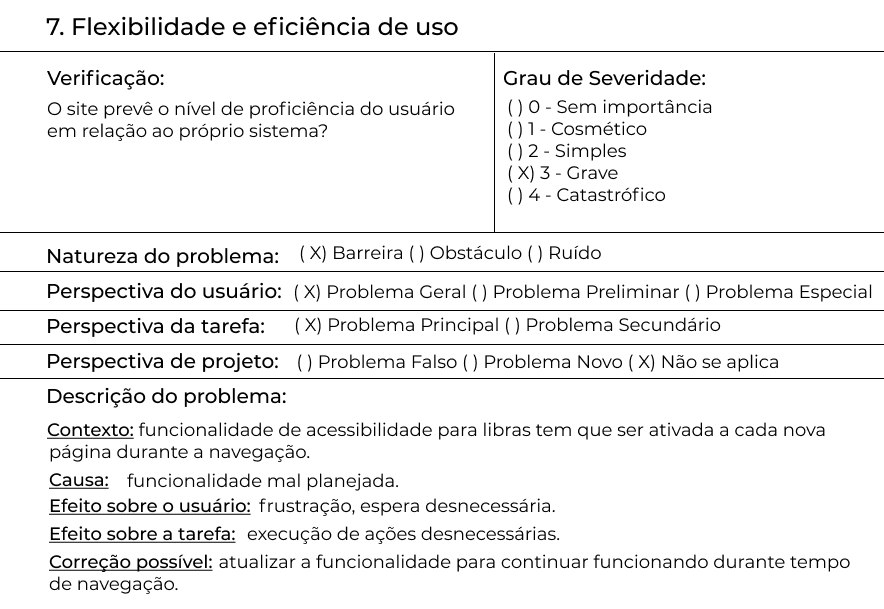 7. Flexibilidade e eficiência de uso
Verificação:
O site prevê o nível de proficiência do usuário
em relação ao próprio sistema?
Grau de Severidade:
( ) 0 - Sem importância
( ) 1 - Cosmético
( ) 2 - Simples
( X) 3 - Grave
( ) 4 - Catastrófico
Natureza do problema: ( X) Barreira ( ) Obstáculo ( ) Ruído
Perspectiva do usuário: ( X) Problema Geral ( ) Problema Preliminar ( ) Problema Especial
Perspectiva da tarefa: ( X) Problema Principal ( ) Problema Secundário
Perspectiva de projeto: ( ) Problema Falso ( ) Problema Novo ( X) Não se aplica
Descrição do problema:
Contexto: funcionalidade de acessibilidade para libras tem que ser ativada a cada nova
página durante a navegação.
Causa: funcionalidade mal planejada.
Efeito sobre o usuário: frustração, espera desnecessária.
Efeito sobre a tarefa: execução de ações desnecessárias.
Correção possível: atualizar a funcionalidade para continuar funcionando durante tempo
de navegação.